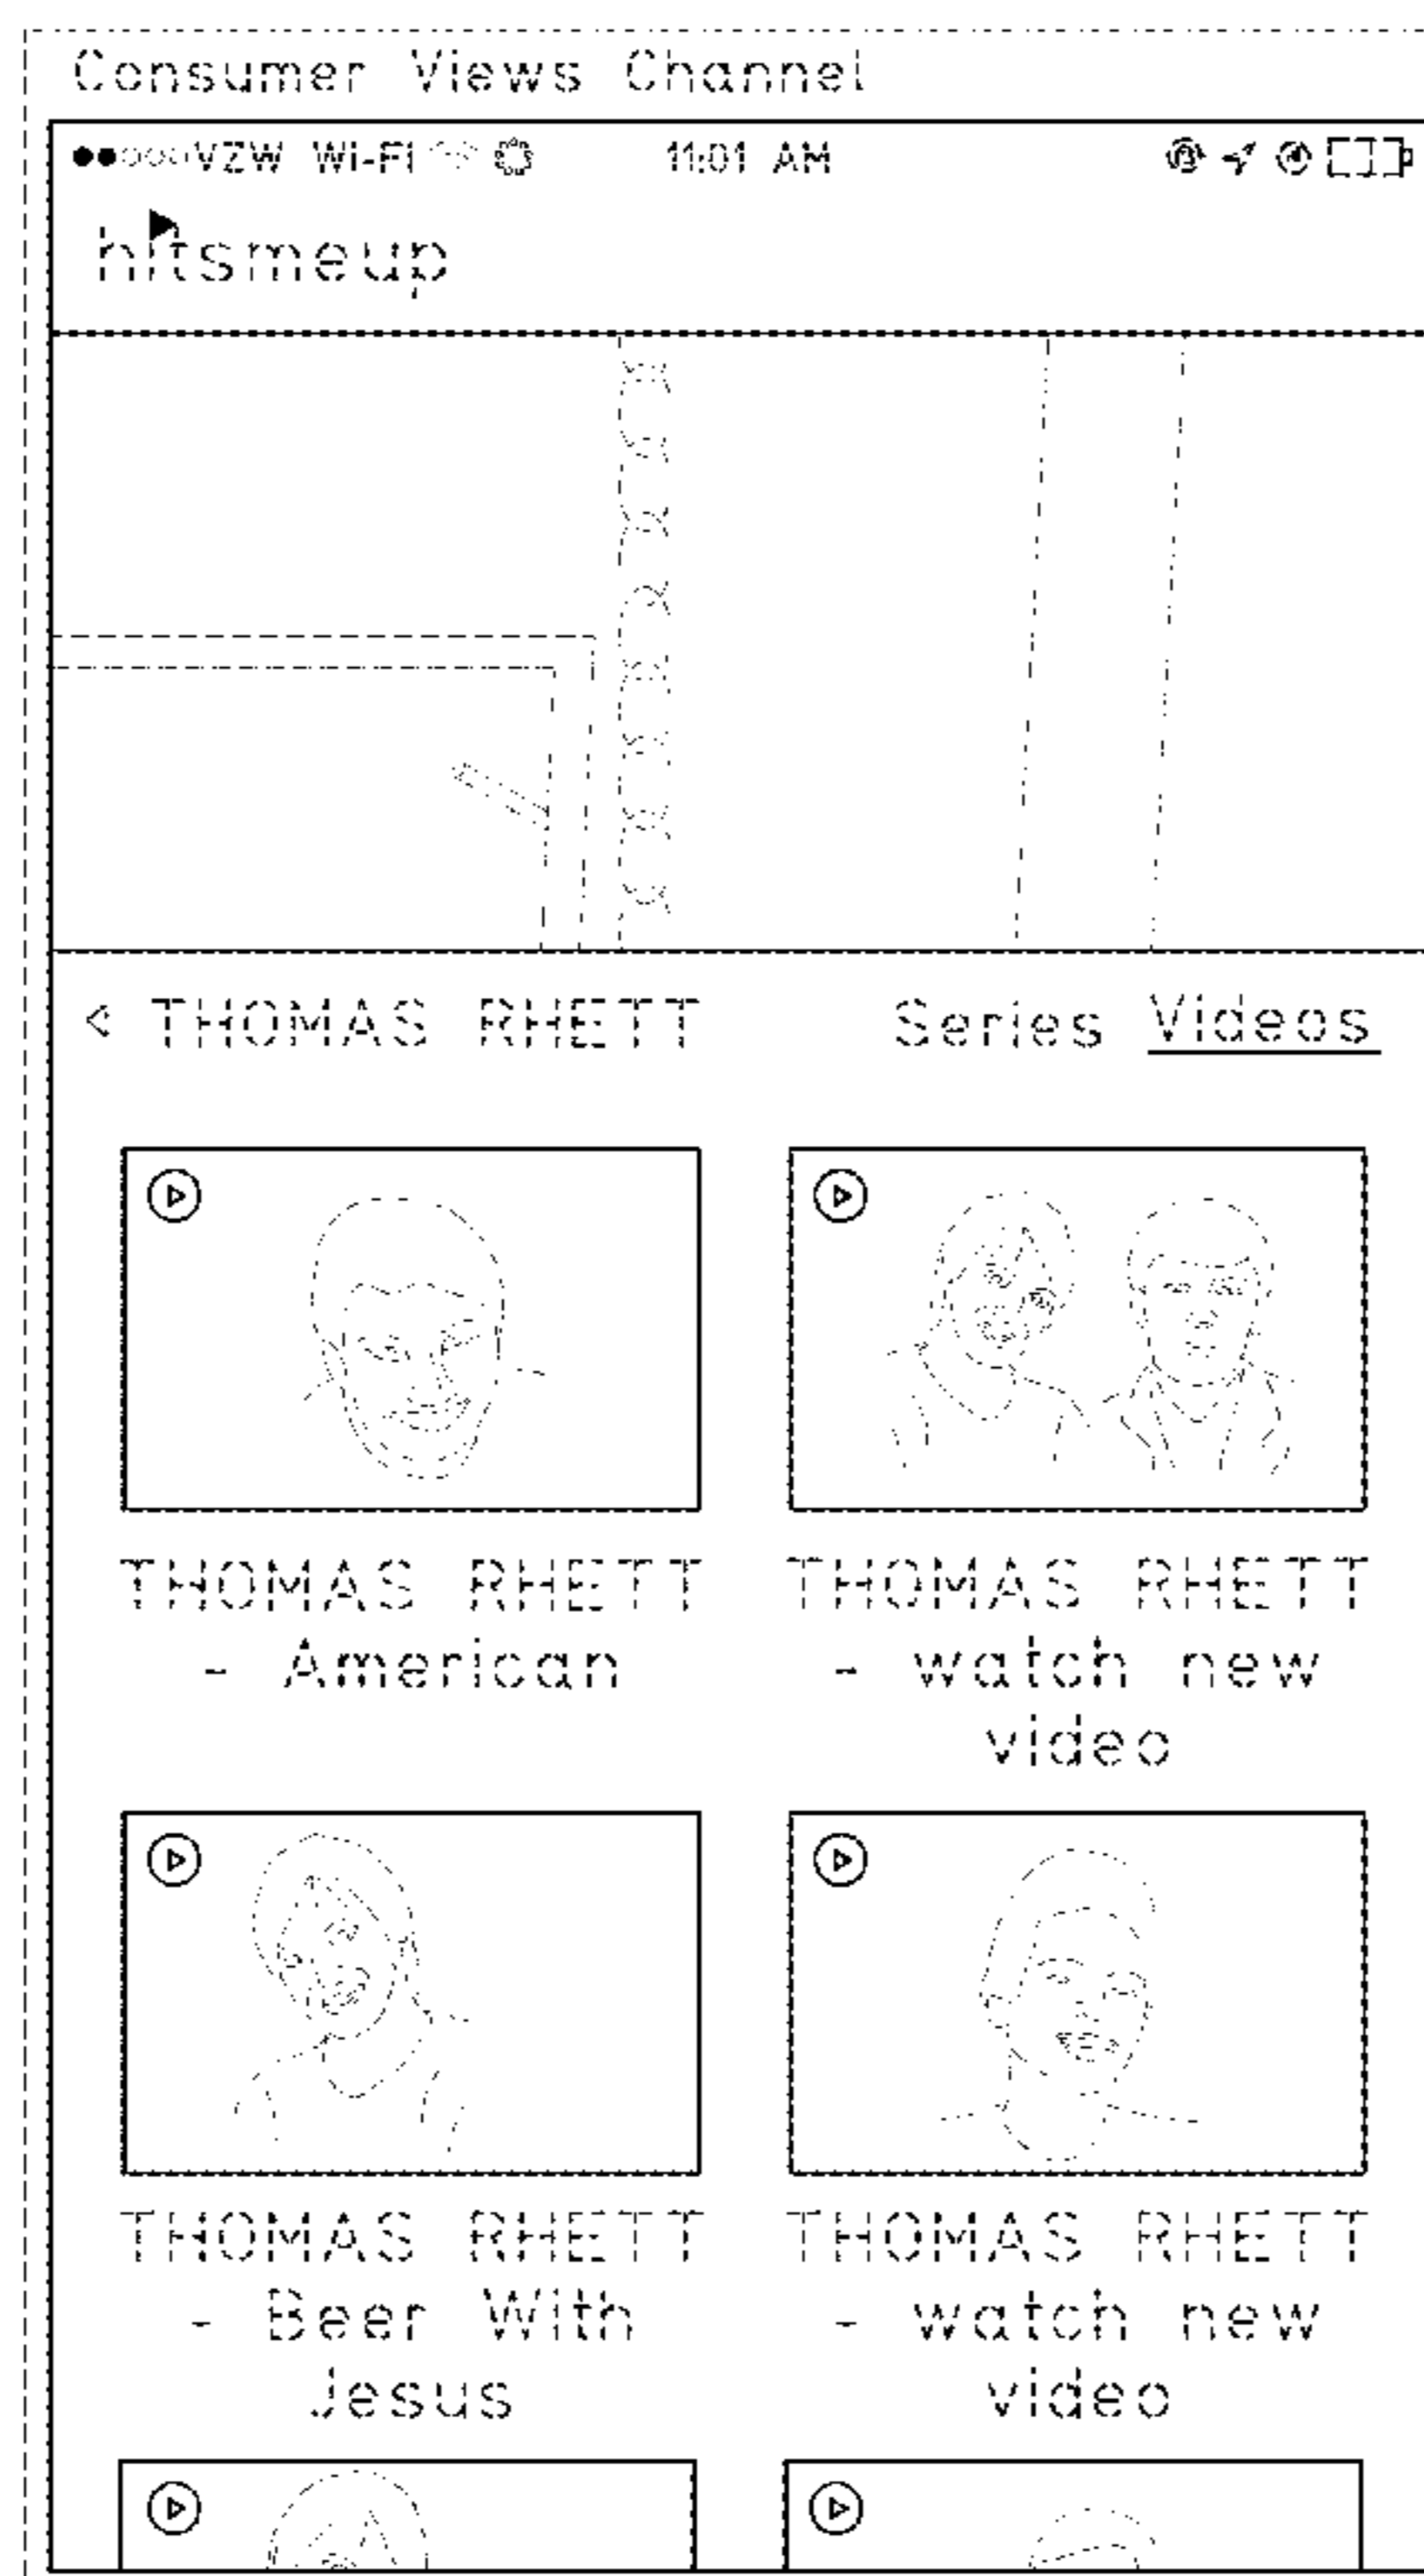 Consumer Views Channel
VZW Wi-Fi 11:01 AM
hitsmeup
< THOMAS RHETT Series Videos
THOMAS RHETT
- American
THOMAS RHETT
- watch new
video
THOMAS RHETT
- Beer With
Jesus
THOMAS RHETT
- watch new
video